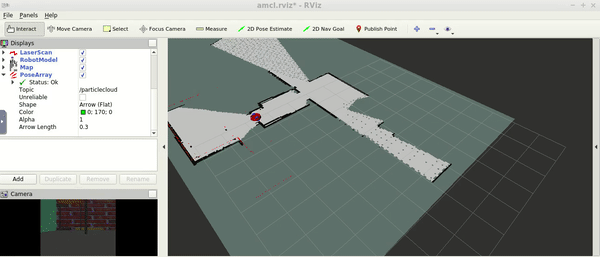 amcl.rviz* - RViz
File Panels Help
Interact Move Camera Select Focus Camera Measure 2D Pose Estimate 2D Nav Goal Publish Point
Displays
LaserScan
RobotModel
Map
PoseArray
Status: Ok
Topic /particlecloud
Unreliable
Shape Arrow (Flat)
Color 0; 170; 0
Alpha 1
Arrow Length 0.3
Add Duplicate Remove Rename
Camera